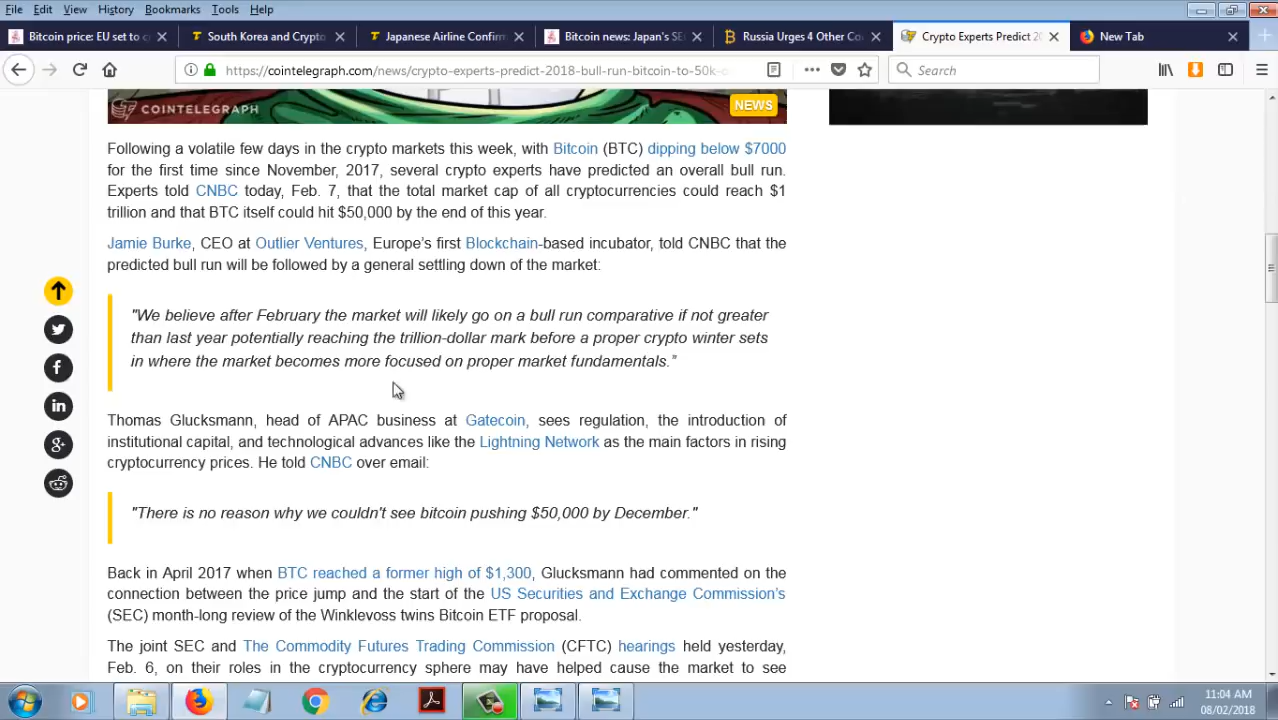 File Edit View History Bookmarks Tools Help
Bitcoin price: EU set to c
South Korea and Crypto
Japanese Airline Confirm
Bitcoin news: Japan's SE
Russia Urges 4 Other Co
Crypto Experts Predict 20
New Tab
https://cointelegraph.com/news/crypto-experts-predict-2018-bull-run-bitcoin-to-50k-
Search
COINTELEGRAPH
NEWS
Following a volatile few days in the crypto markets this week, with Bitcoin (BTC) dipping below $7000
for the first time since November, 2017, several crypto experts have predicted an overall bull run.
Experts told CNBC today, Feb. 7, that the total market cap of all cryptocurrencies could reach $1
trillion and that BTC itself could hit $50,000 by the end of this year.
Jamie Burke, CEO at Outlier Ventures, Europe's first Blockchain-based incubator, told CNBC that the
predicted bull run will be followed by a general settling down of the market:
"We believe after February the market will likely go on a bull run comparative if not greater
than last year potentially reaching the trillion-dollar mark before a proper crypto winter sets
in where the market becomes more focused on proper market fundamentals."
Thomas Glucksmann, head of APAC business at Gatecoin, sees regulation, the introduction of
institutional capital, and technological advances like the Lightning Network as the main factors in rising
cryptocurrency prices. He told CNBC over email:
"There is no reason why we couldn't see bitcoin pushing $50,000 by December."
Back in April 2017 when BTC reached a former high of $1,300, Glucksmann had commented on the
connection between the price jump and the start of the US Securities and Exchange Commission's
(SEC) month-long review of the Winklevoss twins Bitcoin ETF proposal.
The joint SEC and The Commodity Futures Trading Commission (CFTC) hearings held yesterday,
Feb. 6, on their roles in the cryptocurrency sphere may have helped cause the market to see
11:04 AM
08/02/2018